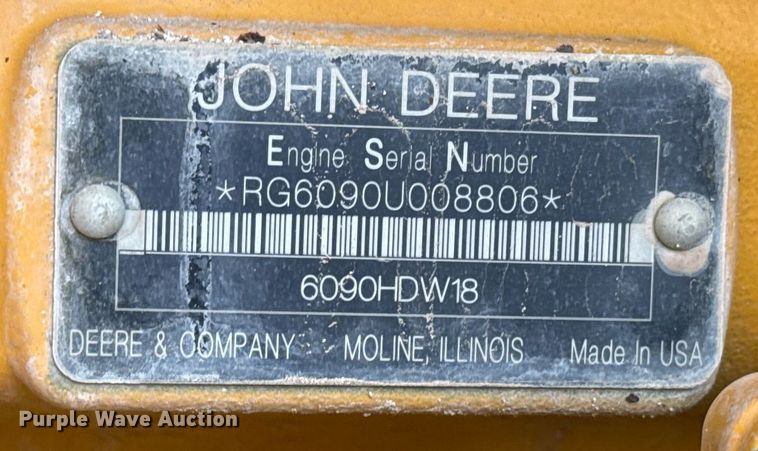 JOHN DEERE
Engine Serial Number
*RG6090U008806*
6090HDW18
DEERE & COMPANY MOLINE, ILLINOIS Made In USA
Purple Wave Auction